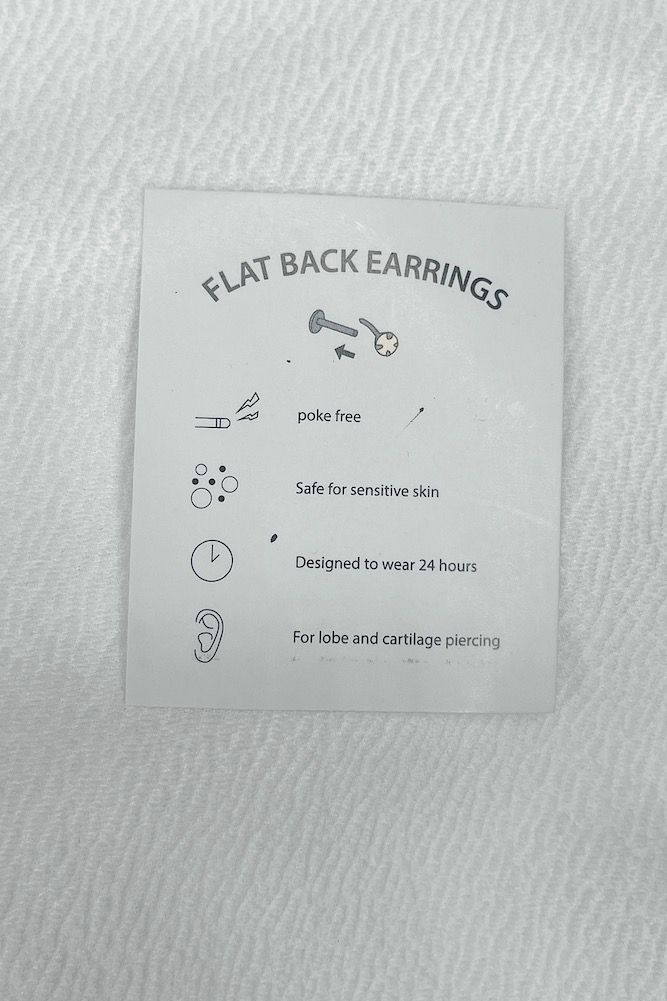 FLAT BACK EARRINGS
poke free
Safe for sensitive skin
Designed to wear 24 hours
For lobe and cartilage piercing